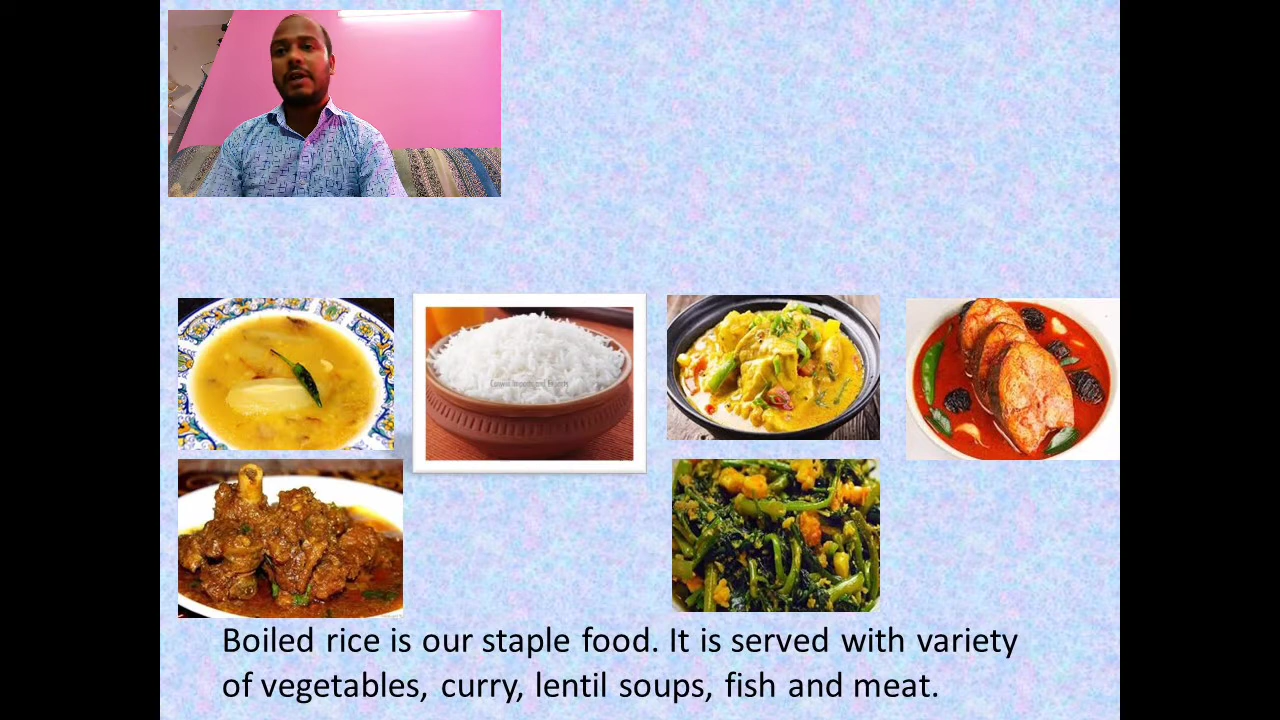 Boiled rice is our staple food. It is served with variety
of vegetables, curry, lentil soups, fish and meat.